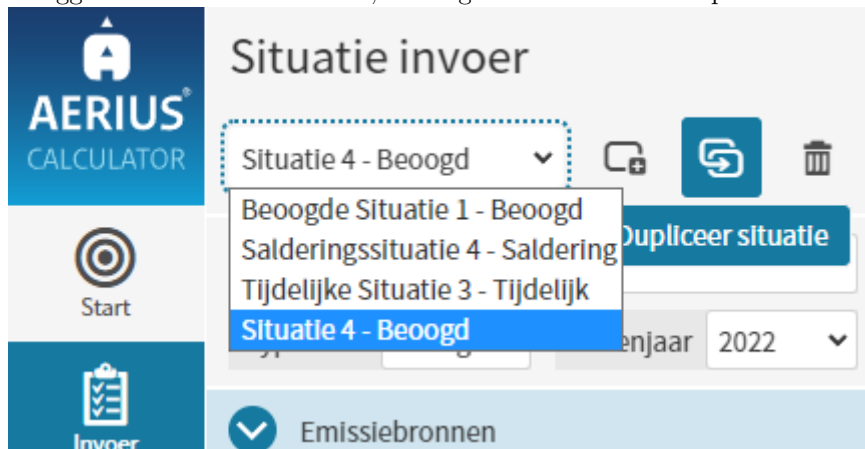 Situatie invoer
AERIUS®
CALCULATOR
Situatie 4 - Beoogd
Beoogde Situatie 1 - Beoogd
Salderingssituatie 4 - Saldering
Dupliceer situatie
Tijdelijke Situatie 3 - Tijdelijk
Situatie 4 - Beoogd
Start
2022
Invoer
Emissiebronnen